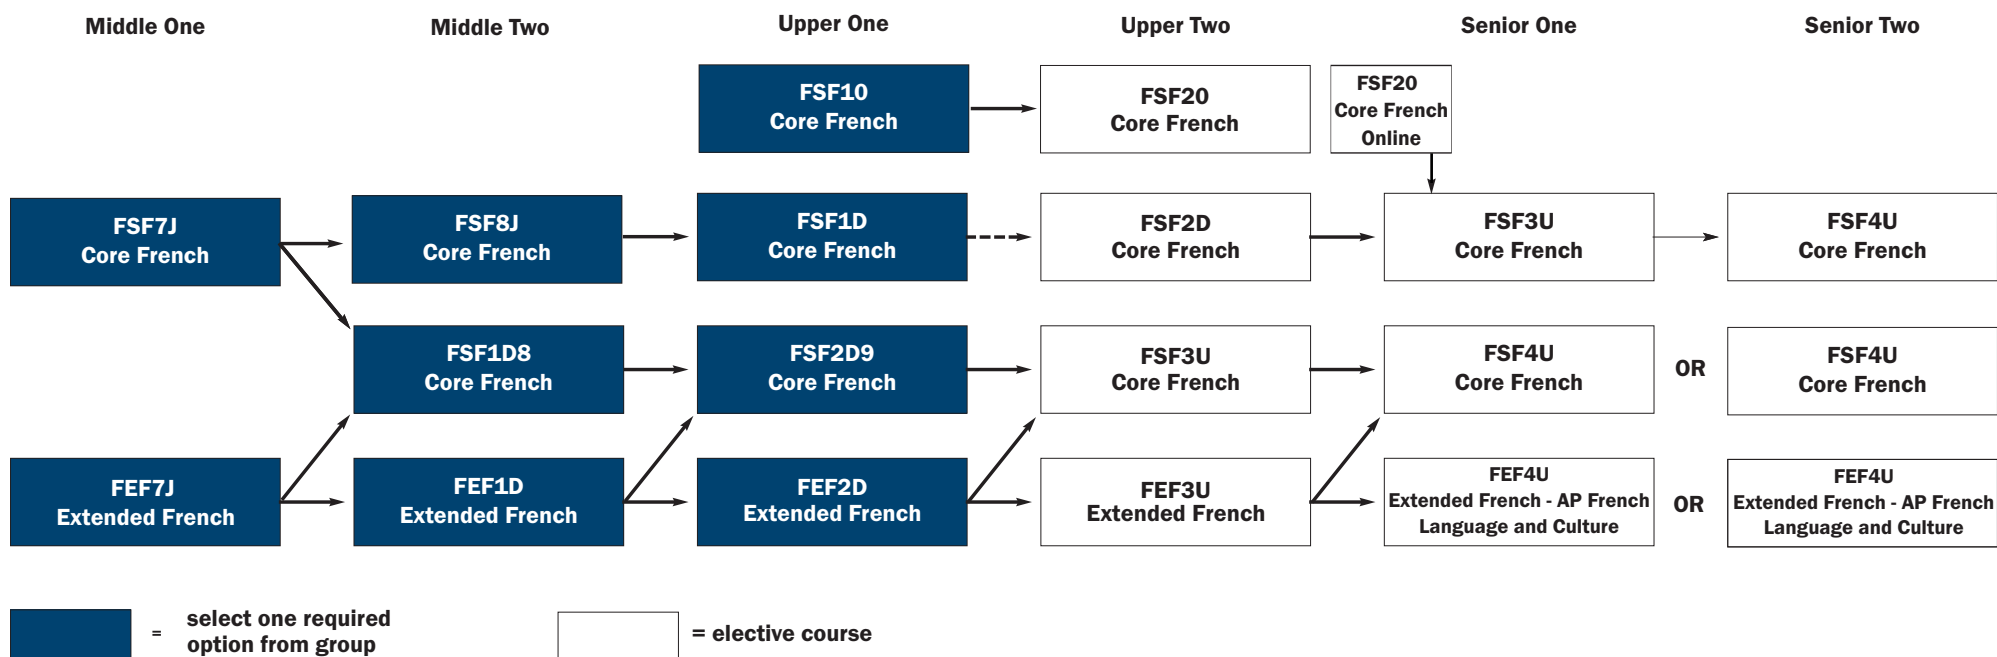 Middle One
Middle Two
Upper One
Upper Two
Senior One
Senior Two
FSF10
Core French
FSF20
Core French
FSF20
Core French
Online
FSF7J
Core French
FSF8J
Core French
FSF1D
Core French
FSF2D
Core French
FSF3U
Core French
FSF4U
Core French
FSF1D8
Core French
FSF2D9
Core French
FSF3U
Core French
FSF4U
Core French
OR
FSF4U
Core French
FEF7J
Extended French
FEF1D
Extended French
FEF2D
Extended French
FEF3U
Extended French
FEF4U
Extended French - AP French
Language and Culture
OR
FEF4U
Extended French - AP French
Language and Culture
= select one required
option from group
= elective course